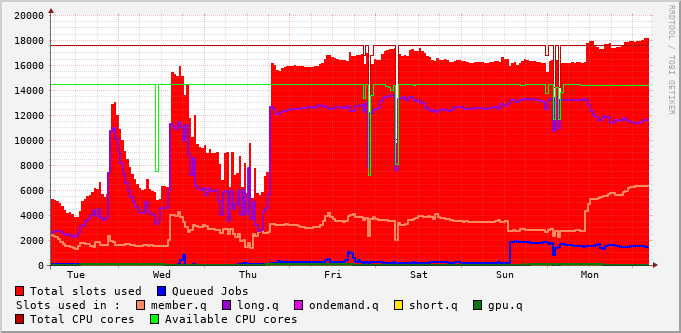 20000
18000
16000
14000
12000
10000
8000
6000
4000
2000
0
Tue Wed Thu Fri Sat Sun Mon
RRDTOOL / TOBI OETIKER
Total slots used Queued Jobs
Slots used in : member.q long.q ondemand.q short.q gpu.q
Total CPU cores Available CPU cores